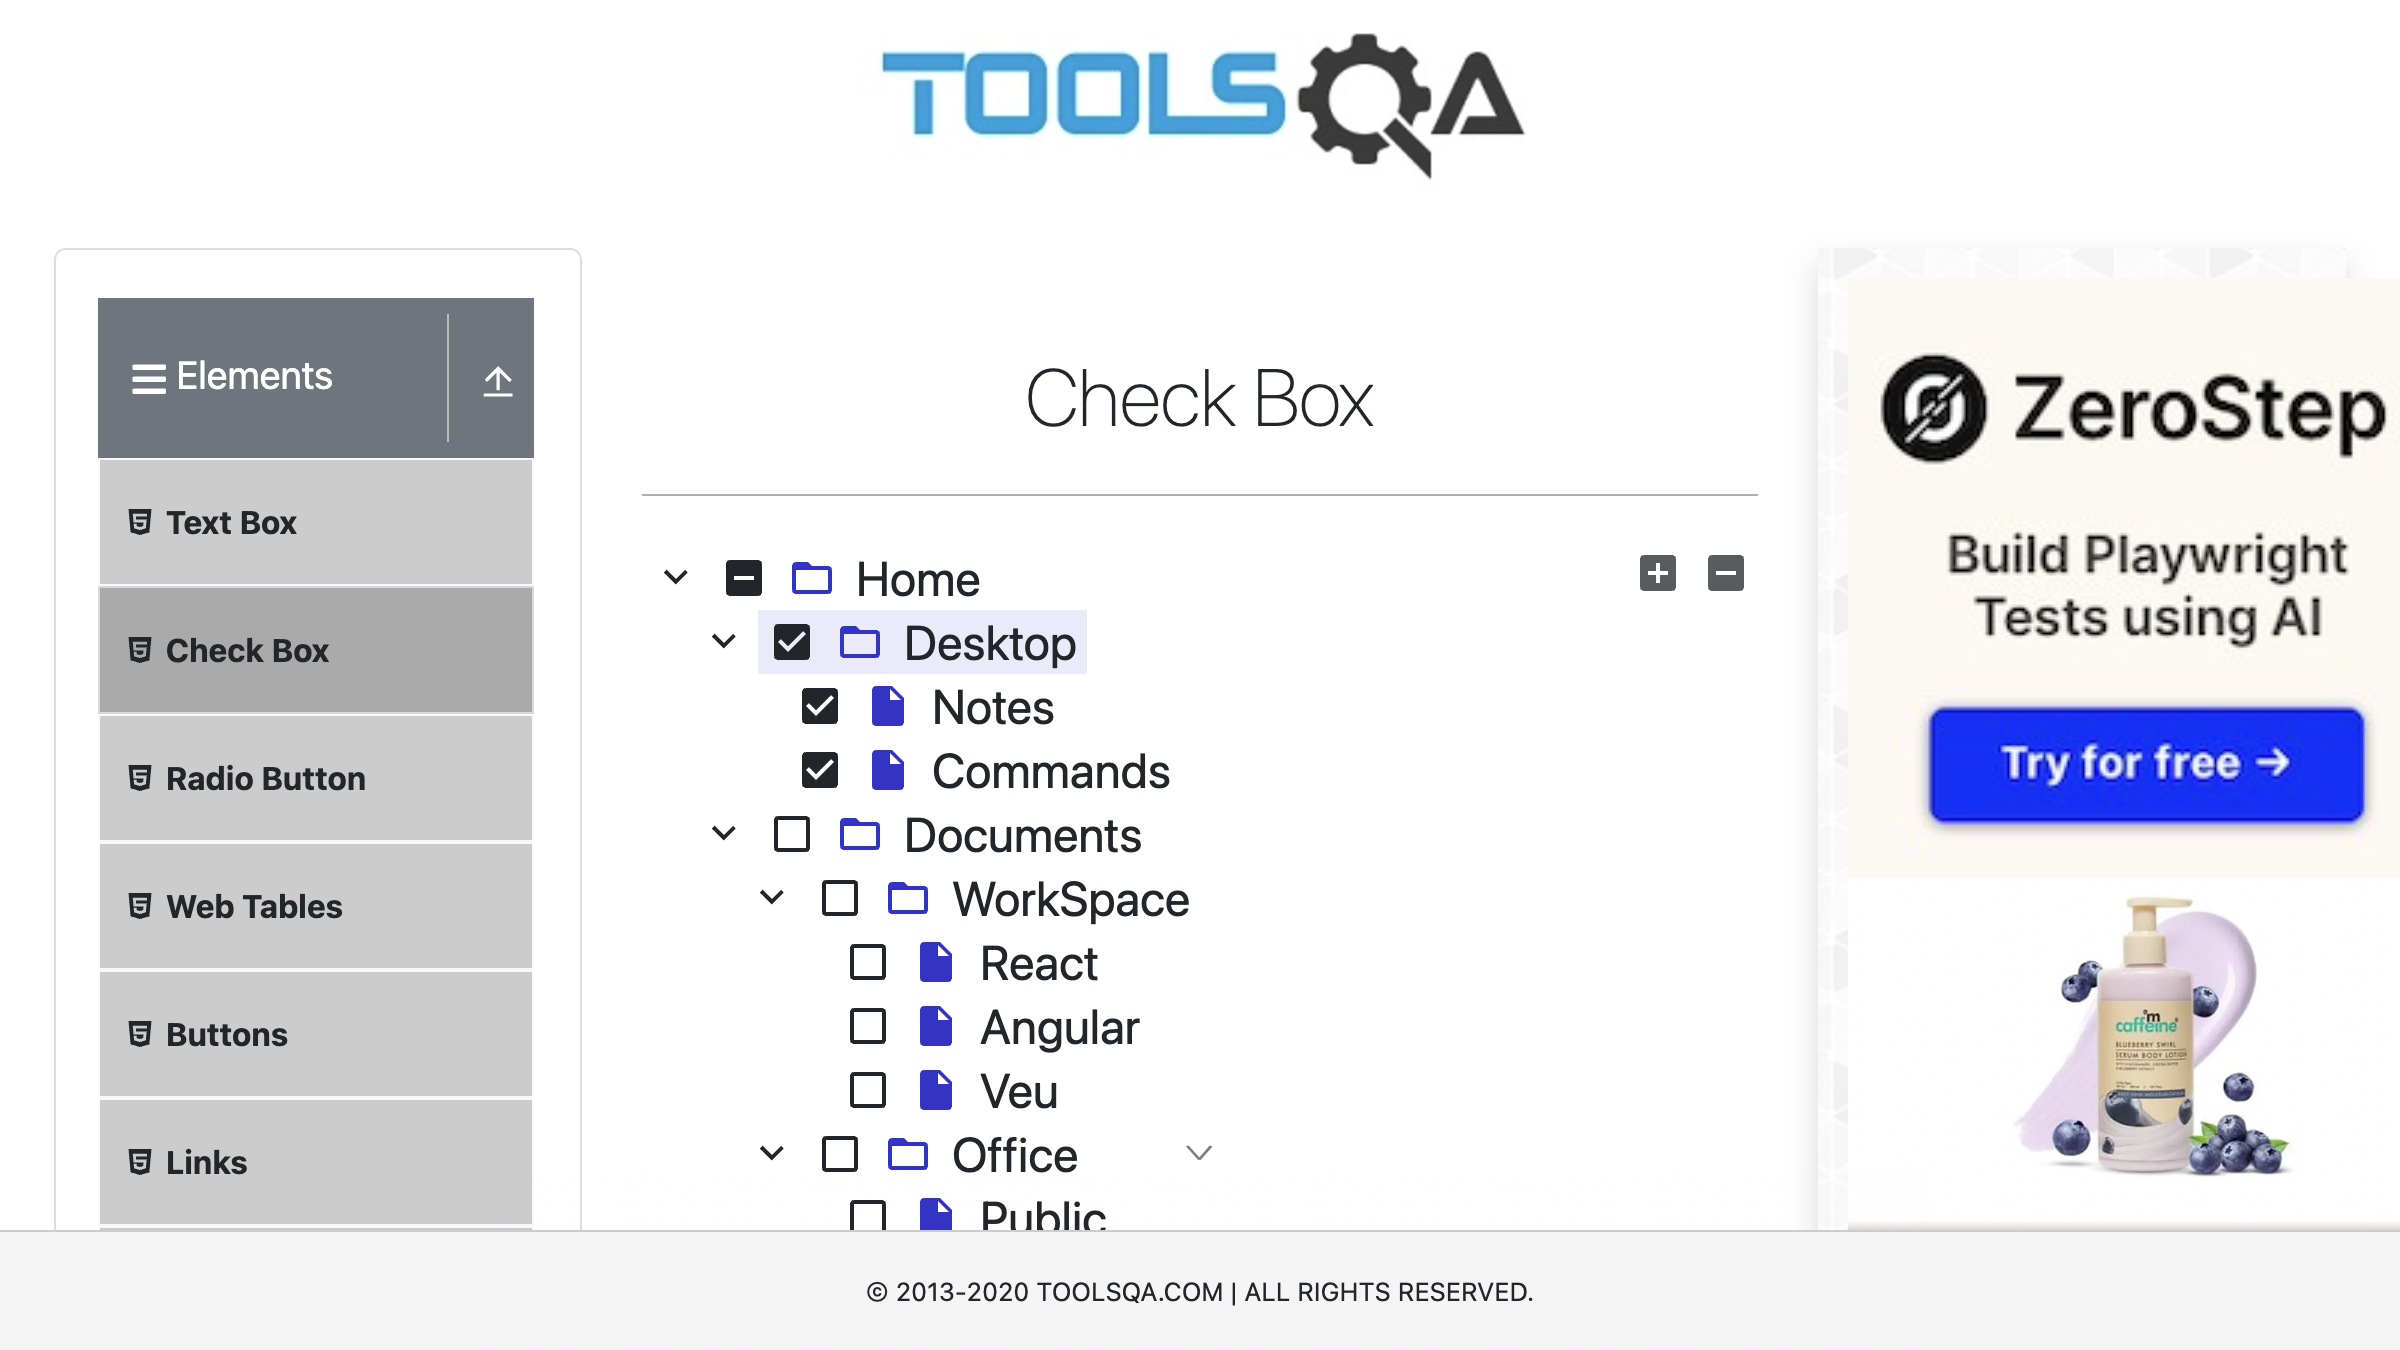 TOOLSQA
Elements
Text Box
Check Box
Radio Button
Web Tables
Buttons
Links
Check Box
Home
Desktop
Notes
Commands
Documents
WorkSpace
React
Angular
Veu
Office
Public
ZeroStep
Build Playwright
Tests using AI
Try for free →
mcaffeine
BLUEBERRY SWIRL
SERUM BODY LOTION
© 2013-2020 TOOLSQA.COM | ALL RIGHTS RESERVED.